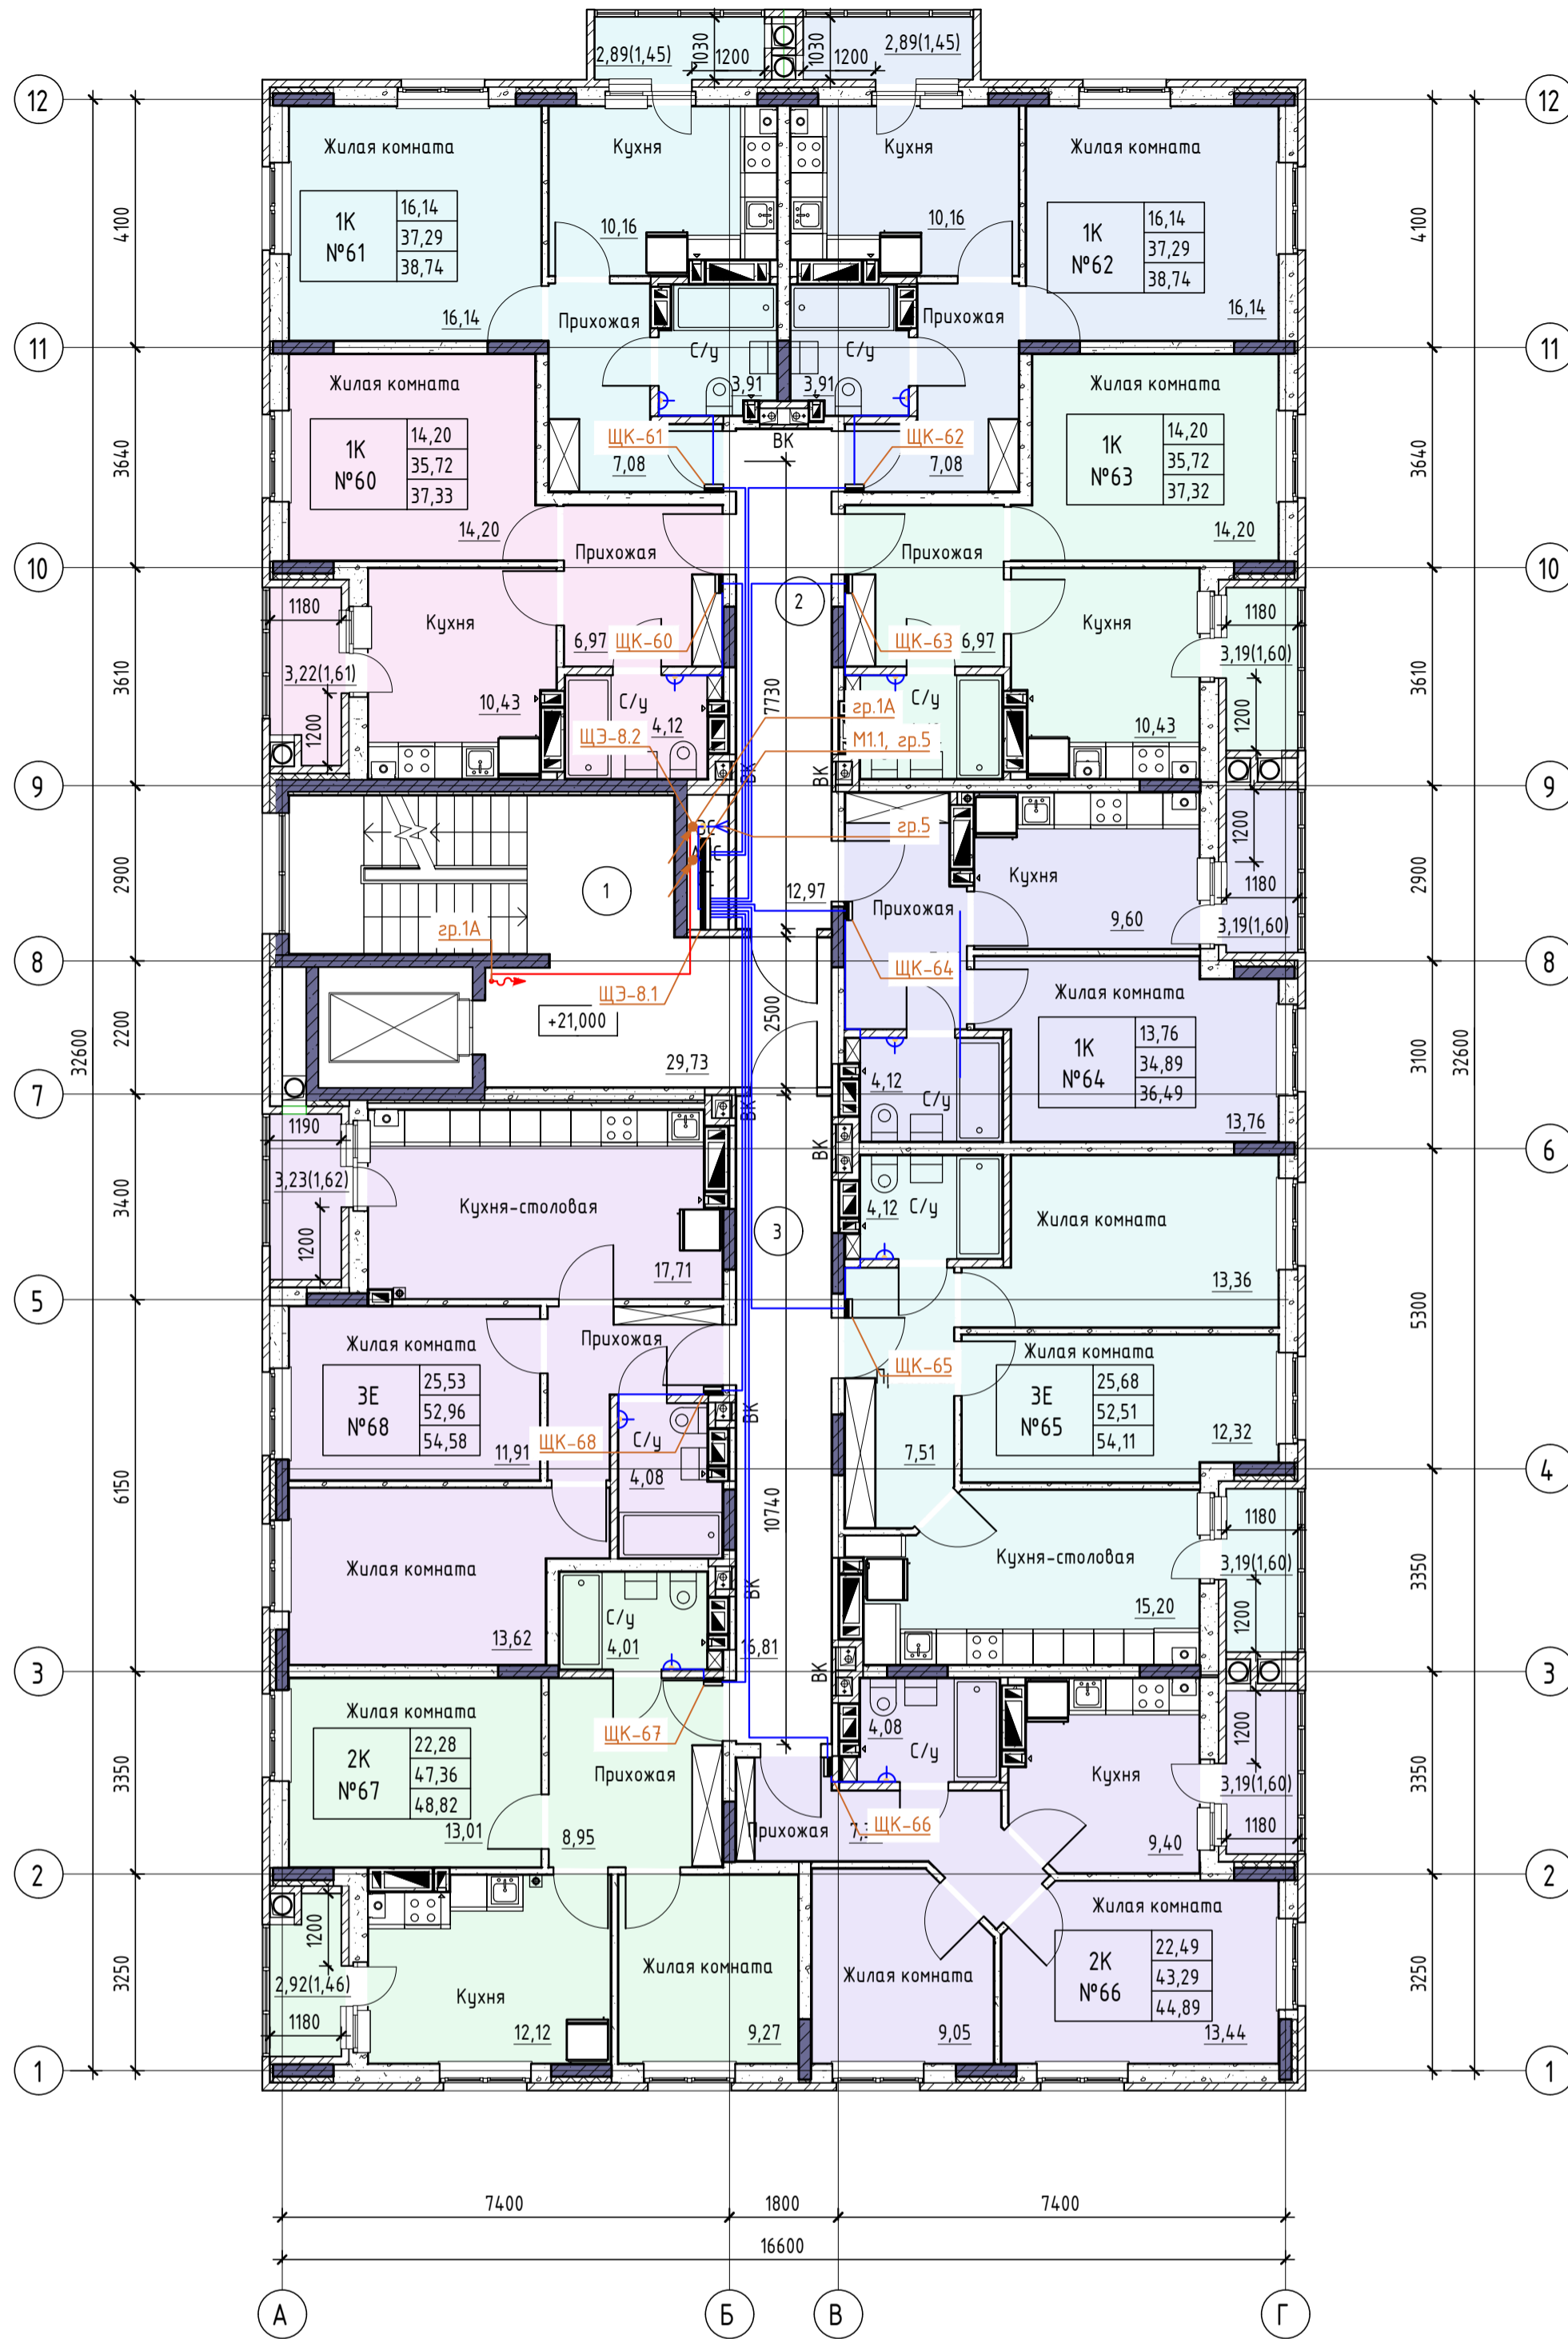 2,89(1,45)
1030
1200
1030
1200
2,89(1,45)
12
12
Жилая комната
Кухня
Кухня
Жилая комната
1К
№61
16,14
37,29
38,74
10,16
10,16
1К
№62
16,14
37,29
38,74
4100
4100
16,14
Прихожая
Прихожая
16,14
11
С/у
С/у
11
3,91
3,91
Жилая комната
Жилая комната
1К
№60
14,20
35,72
37,33
ЩК-61
ВК
ЩК-62
1К
№63
14,20
35,72
37,32
7,08
7,08
3640
3640
14,20
14,20
Прихожая
Прихожая
10
10
2
1180
Кухня
6,97
ЩК-60
ЩК-63
6,97
Кухня
1180
3,22(1,61)
3,19(1,60)
3610
3610
1200
10,43
С/у
4,12
7730
гр.1А
С/у
10,43
1200
ЩЭ-8.2
М1.1, гр.5
ВК
ВК
9
9
гр.5
1200
2900
1
12,97
Прихожая
Кухня
9,60
1180
3,19(1,60)
2900
гр.1А
8
8
ЩК-64
ЩЭ-8.1
+21,000
2500
Жилая комната
1К
№64
13,76
34,89
36,49
32600
2200
29,73
3100
32600
7
4,12
С/у
13,76
ВК
1190
ВК
6
3,23(1,62)
3400
Кухня-столовая
4,12
С/у
Жилая комната
1200
3
17,71
13,36
5
5300
Жилая комната
Прихожая
Жилая комната
ЩК-65
3Е
№68
25,53
52,96
54,58
3Е
№65
25,68
52,51
54,11
ВК
11,91
ЩК-68
С/у
4,08
7,51
12,32
4
6150
10740
1180
Жилая комната
Кухня-столовая
3,19(1,60)
3350
ВК
13,62
С/у
4,01
16,81
15,20
1200
ВК
3
3
Жилая комната
ЩК-67
4,08
С/у
1200
2К
№67
22,28
47,36
48,82
3350
Прихожая
Кухня
3,19(1,60)
3350
13,01
8,95
Прихожая
ЩК-66
9,40
1180
2
2
1200
Жилая комната
2К
№66
22,49
43,29
44,89
3250
3250
2,92(1,46)
Кухня
Жилая комната
Жилая комната
1180
12,12
9,27
9,05
13,44
1
1
7400
1800
7400
16600
А
Б
В
Г